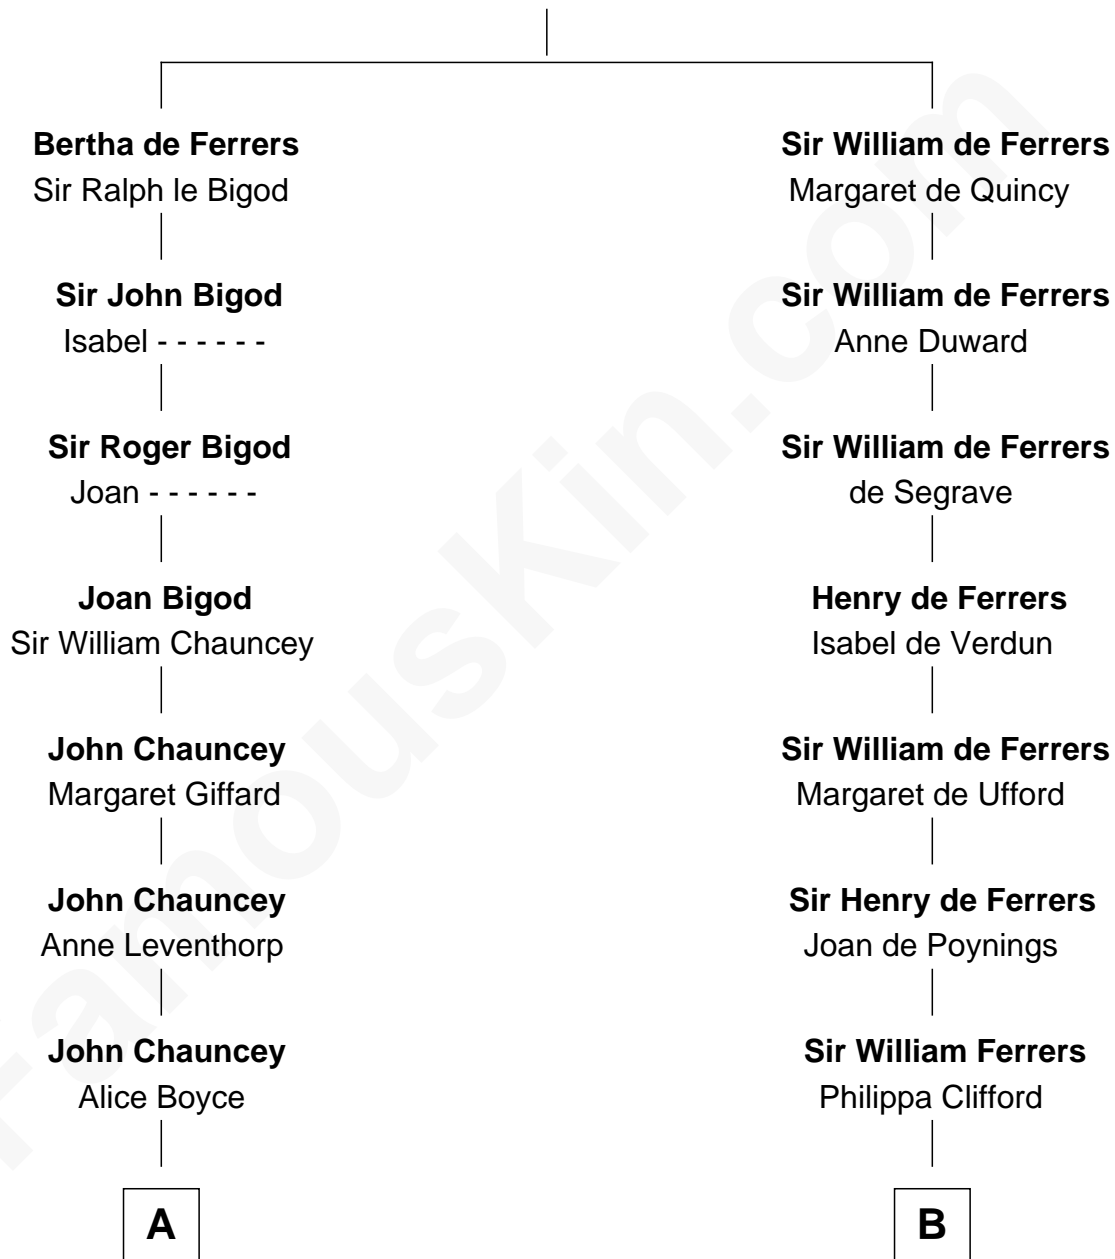 Bertha de Ferrers
Sir Ralph le Bigod
Sir John Bigod
Isabel - - - - - -
Sir Roger Bigod
Joan - - - - - -
Joan Bigod
Sir William Chauncey
John Chauncey
Margaret Giffard
John Chauncey
Anne Leventhorp
John Chauncey
Alice Boyce
A
Sir William de Ferrers
Margaret de Quincy
Sir William de Ferrers
Anne Duward
Sir William de Ferrers
de Segrave
Henry de Ferrers
Isabel de Verdun
Sir William de Ferrers
Margaret de Ufford
Sir Henry de Ferrers
Joan de Poynings
Sir William Ferrers
Philippa Clifford
B
FamousKin.com